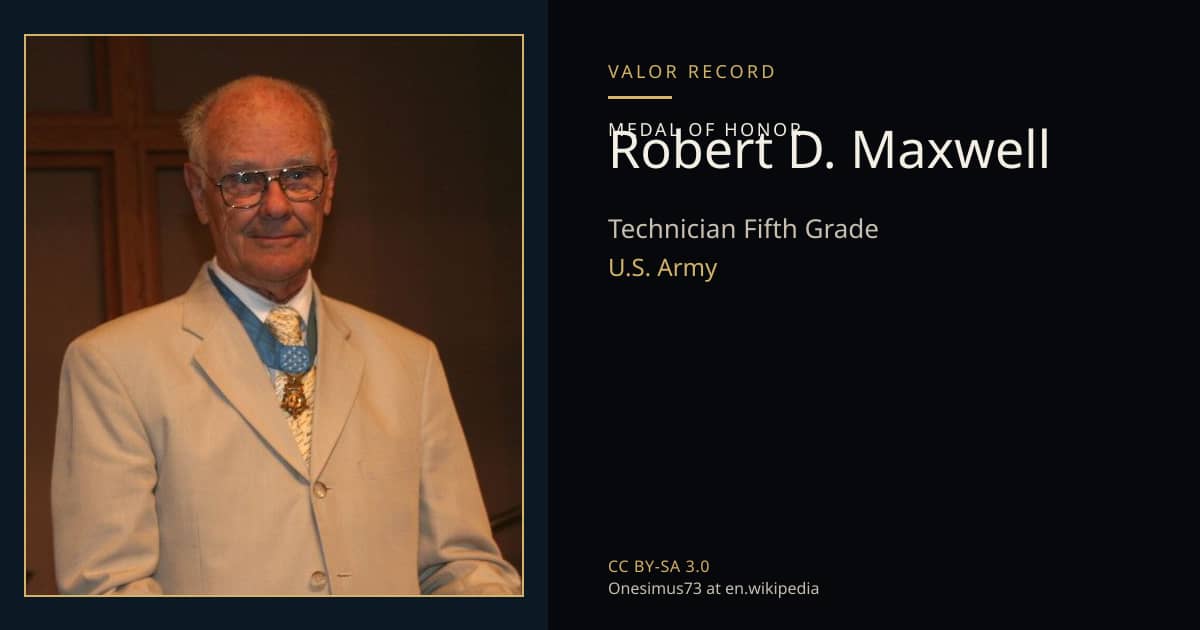 VALOR RECORD
MEDAL OF HONOR
Robert D. Maxwell
Technician Fifth Grade
U.S. Army
CC BY-SA 3.0
Onesimus73 at en.wikipedia